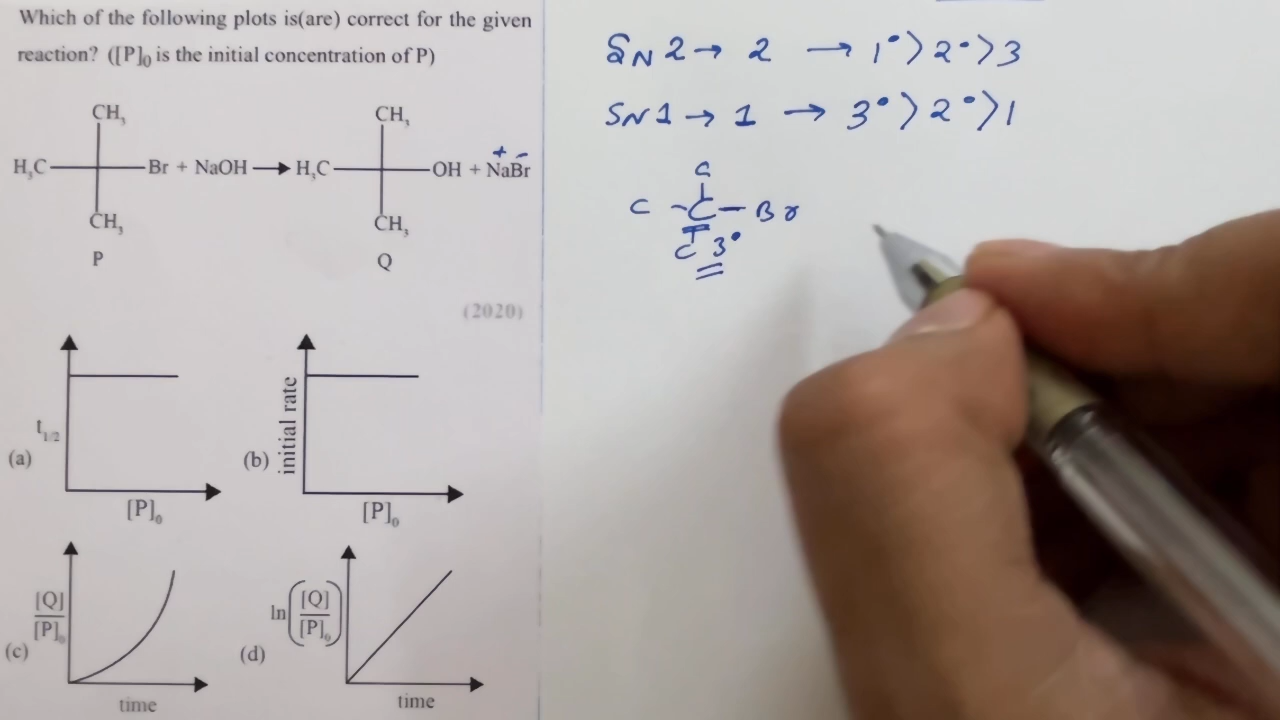 Which of the following plots is(are) correct for the given
reaction? ([P]₀ is the initial concentration of P)
CH₃
CH₃
H₃C
Br + NaOH
H₃C
OH + NaBr
+ -
CH₃
CH₃
P
Q
(2020)
t₁/₂
(a)
[P]₀
initial rate
(b)
[P]₀
[Q]
[P]₀
(c)
time
ln([Q]
[P]₀)
(d)
time
SN2 → 2 → 1° > 2° > 3
SN1 → 1 → 3° > 2° > 1
C
C - C - Br
C 3°